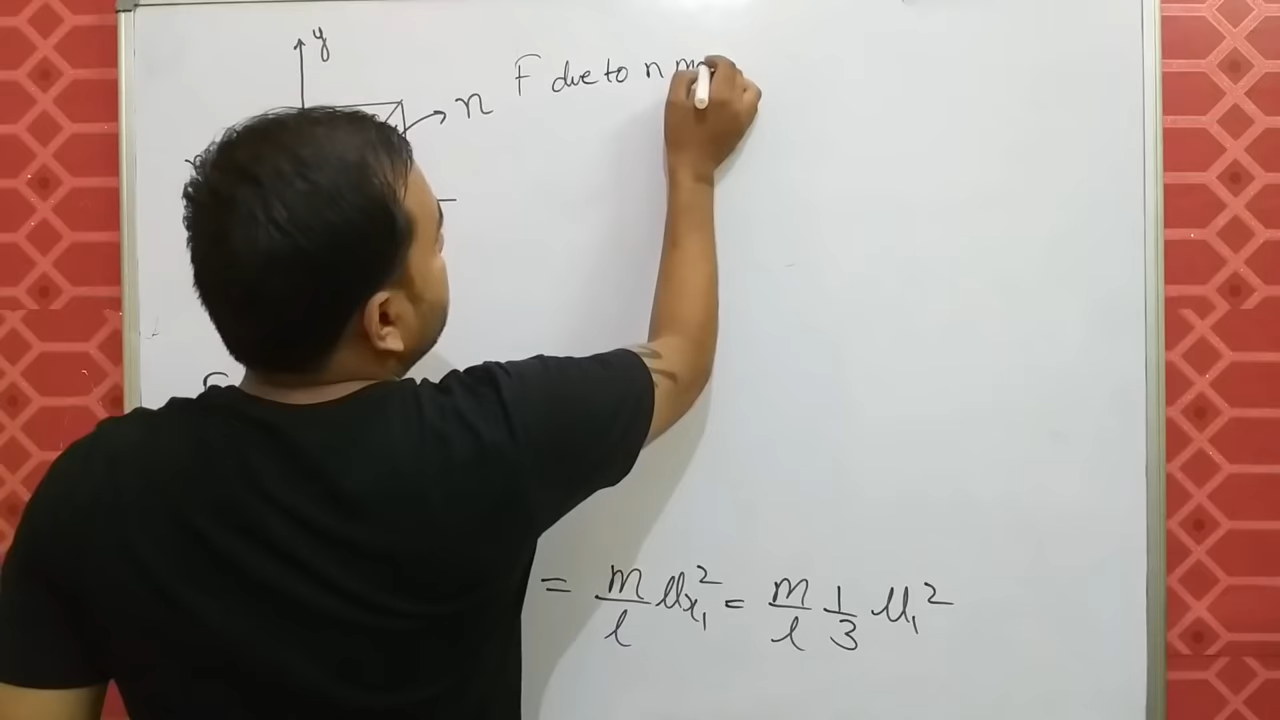 y
n
F due to n m
= m/l ux₁² = m/l 1/3 u₁²